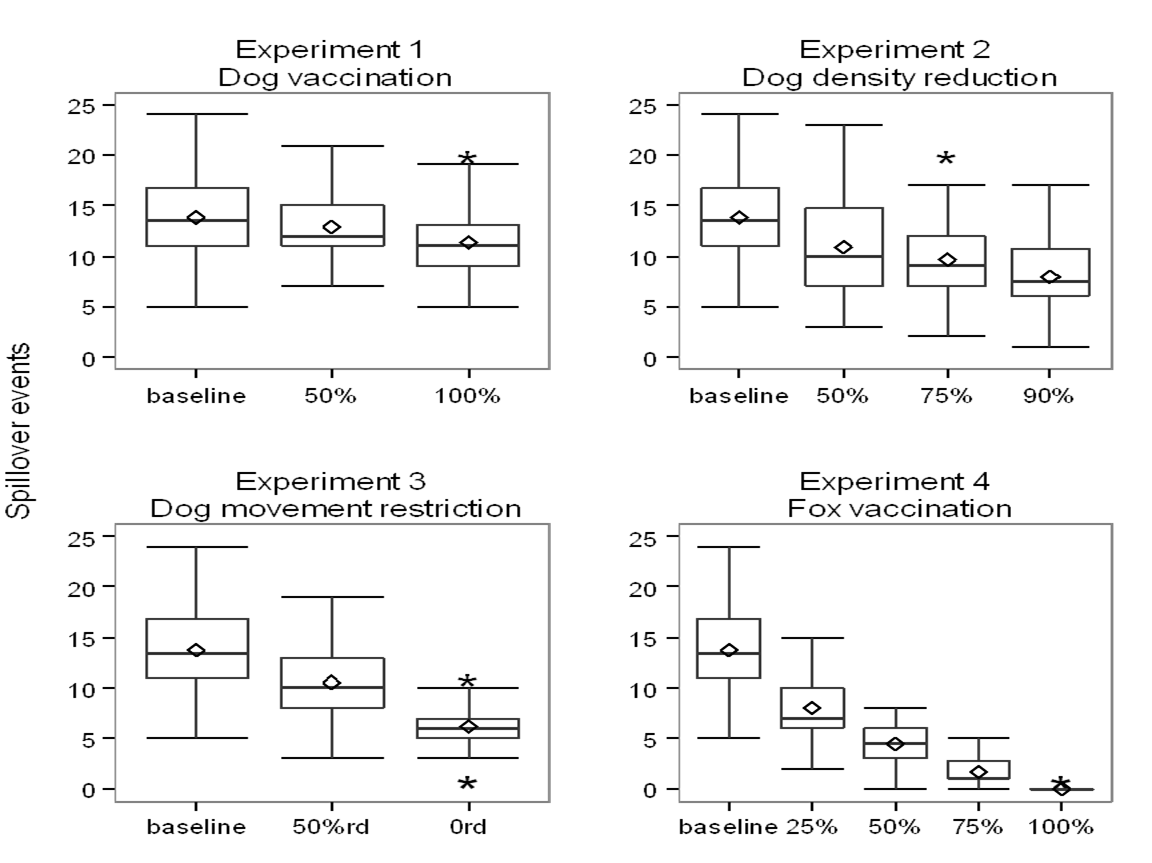 Experiment 1
Dog vaccination
25
20
15
10
5
0
*
baseline 50% 100%
Experiment 2
Dog density reduction
25
20
15
10
5
0
*
baseline 50% 75% 90%
Spillover events
Experiment 3
Dog movement restriction
25
20
15
10
5
0
*
*
baseline 50%rd 0rd
Experiment 4
Fox vaccination
25
20
15
10
5
0
*
baseline 25% 50% 75% 100%